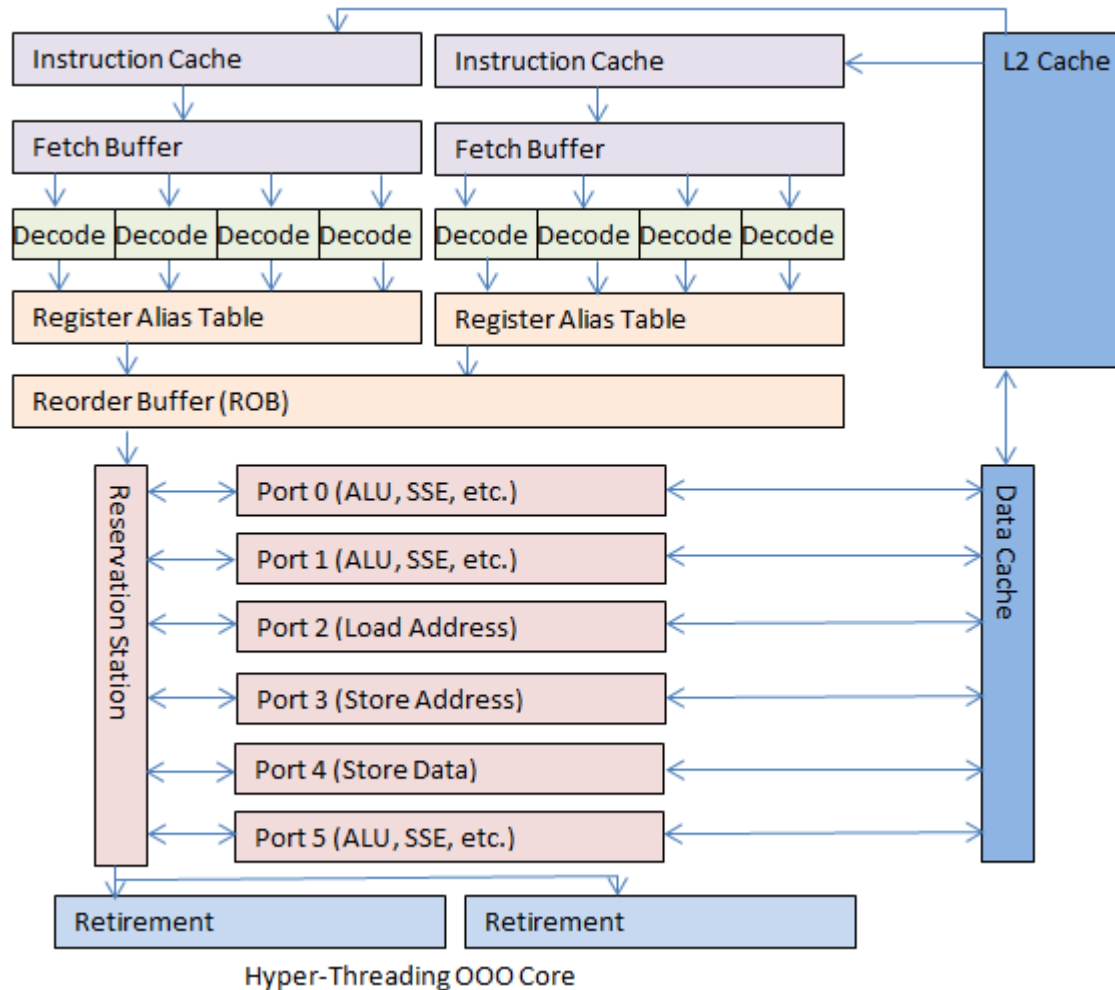 Instruction Cache
Instruction Cache
L2 Cache
Fetch Buffer
Fetch Buffer
Decode Decode Decode Decode
Decode Decode Decode Decode
Register Alias Table
Register Alias Table
Reorder Buffer (ROB)
Reservation Station
Port 0 (ALU, SSE, etc.)
Port 1 (ALU, SSE, etc.)
Port 2 (Load Address)
Port 3 (Store Address)
Port 4 (Store Data)
Port 5 (ALU, SSE, etc.)
Data Cache
Retirement
Retirement
Hyper-Threading OOO Core